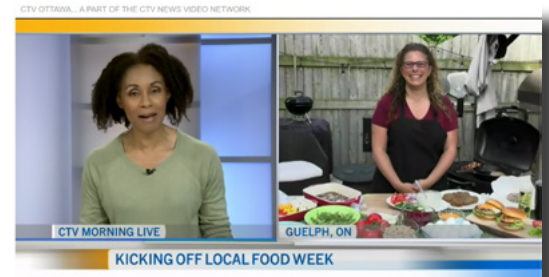 CTV OTTAWA... A PART OF THE CTV NEWS VIDEO NETWORK
CTV MORNING LIVE
GUELPH, ON
KICKING OFF LOCAL FOOD WEEK